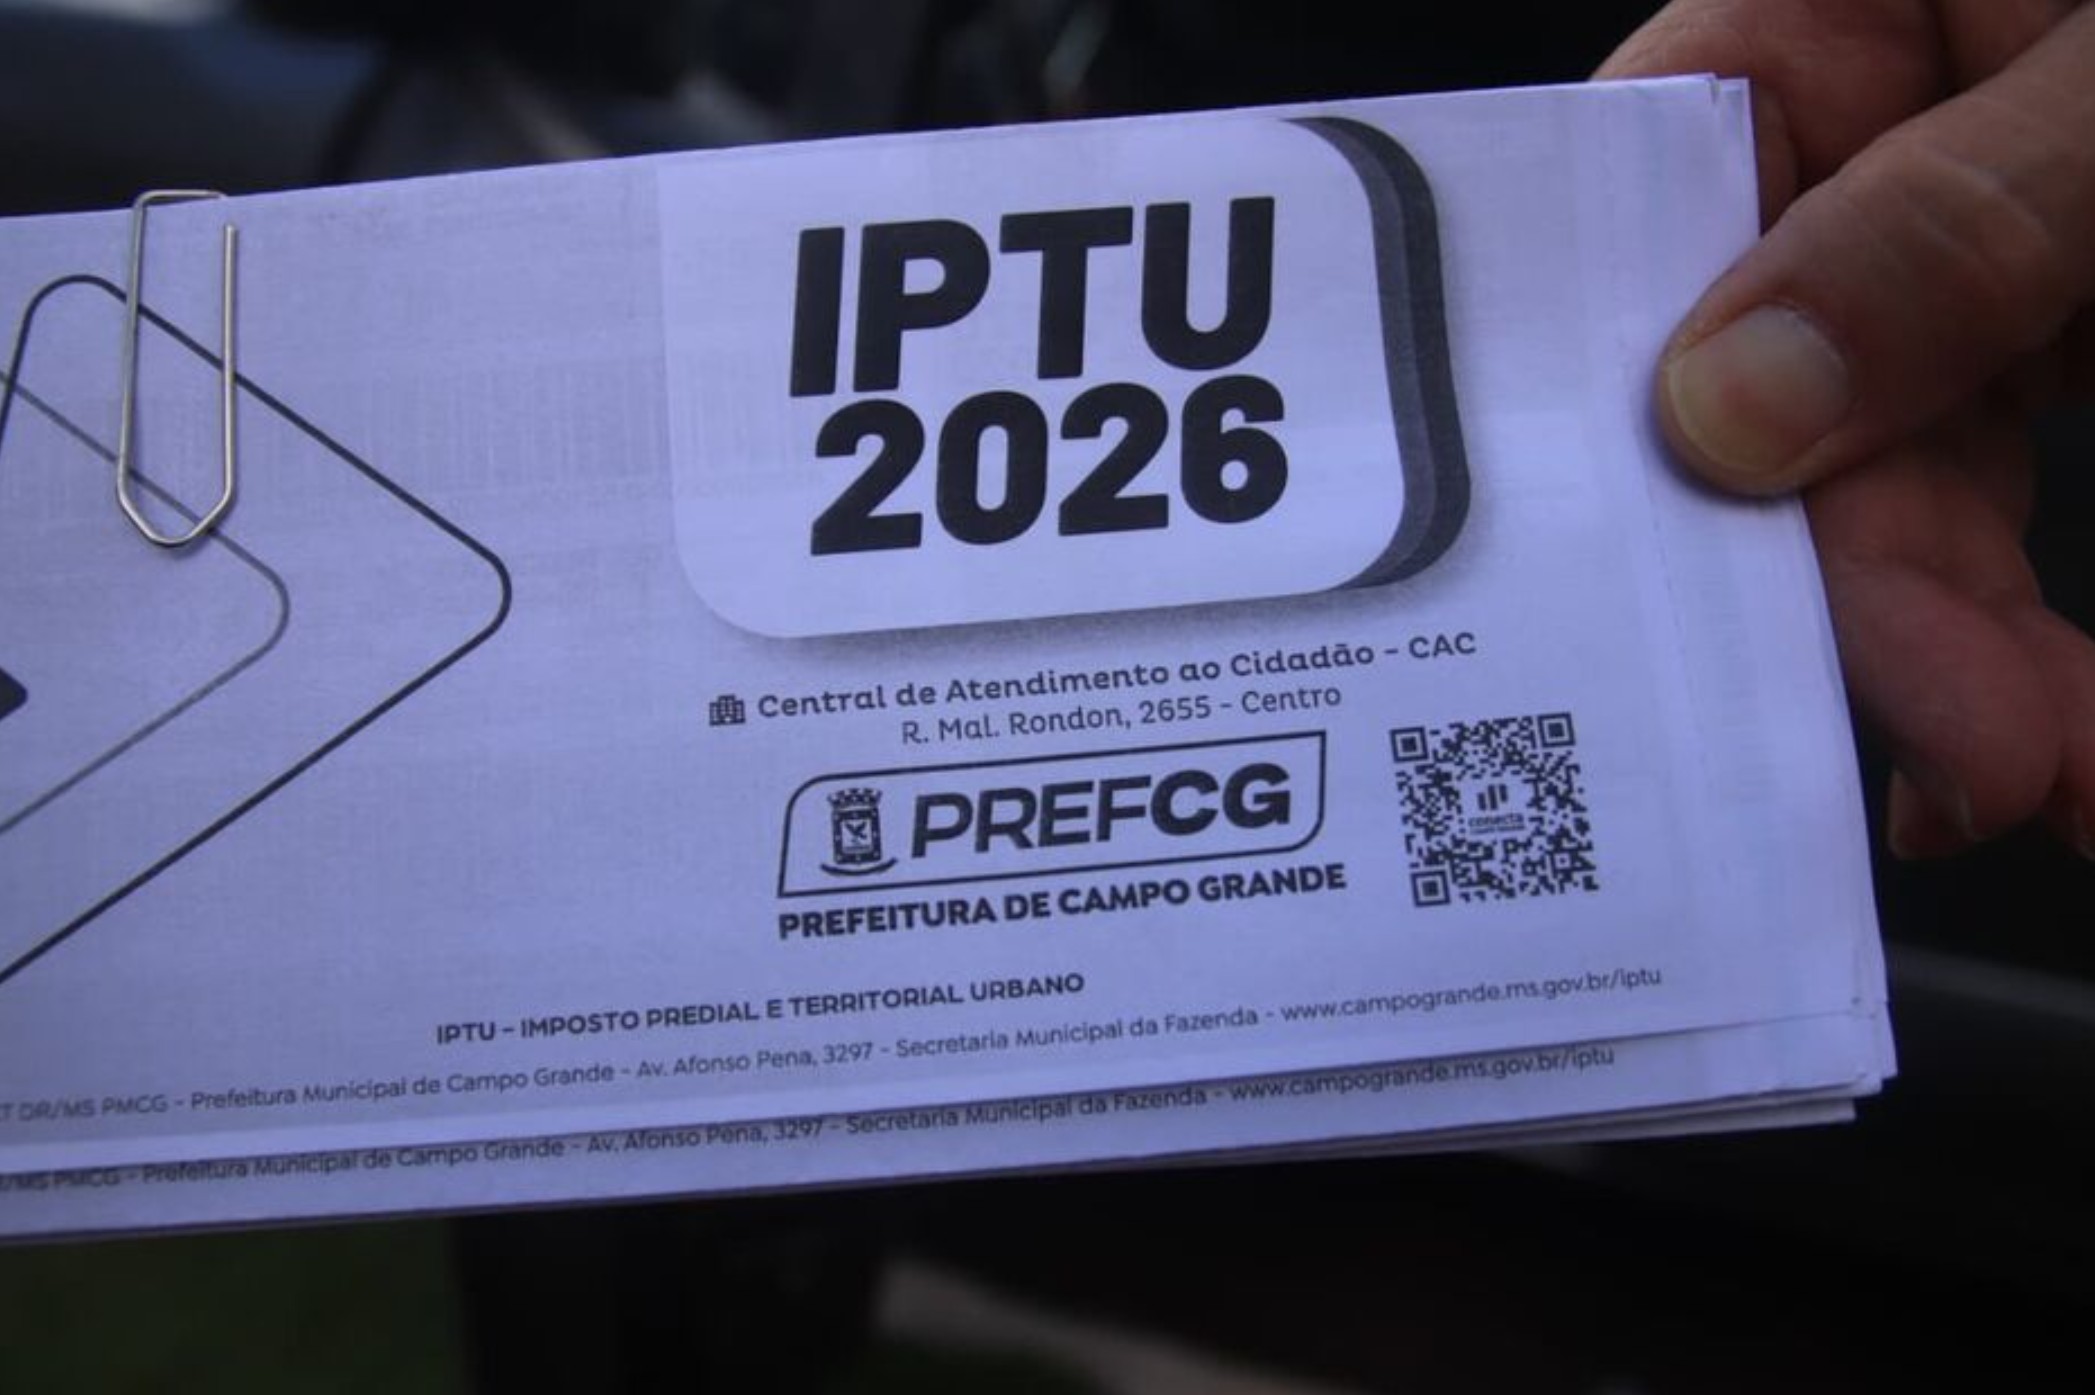 IPTU
2026
Central de Atendimento ao Cidadão - CAC
R. Mal. Rondon, 2655 - Centro
PREFCG
PREFEITURA DE CAMPO GRANDE
conecta
IPTU – IMPOSTO PREDIAL E TERRITORIAL URBANO
DR/MS PMCG - Prefeitura Municipal de Campo Grande - Av. Afonso Pena, 3297 - Secretaria Municipal da Fazenda - www.campogrande.ms.gov.br/iptu
PMCG - Prefeitura Municipal de Campo Grande - Av. Afonso Pena, 3297 - Secretaria Municipal da Fazenda - www.campogrande.ms.gov.br/iptu